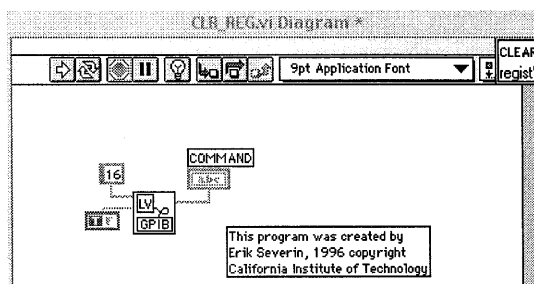 CLR_REG.vi Diagram *
9pt Application Font
CLEAR
regist'
COMMAND
16
abc
LV
T F
GPIB
This program was created by
Erik Severin, 1996 copyright
California Institute of Technology